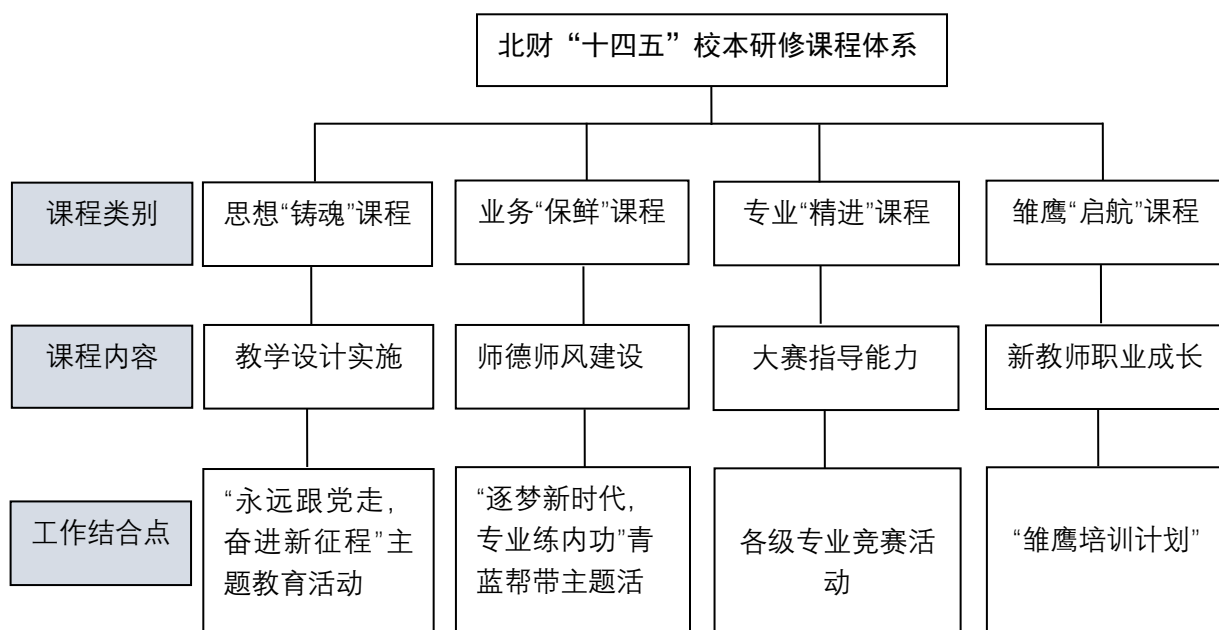 北财“十四五”校本研修课程体系
课程类别
思想“铸魂”课程
业务“保鲜”课程
专业“精进”课程
雏鹰“启航”课程
课程内容
教学设计实施
师德师风建设
大赛指导能力
新教师职业成长
工作结合点
“永远跟党走，
奋进新征程”主
题教育活动
“逐梦新时代，
专业练内功”青
蓝帮带主题活
各级专业竞赛活
动
“雏鹰培训计划”